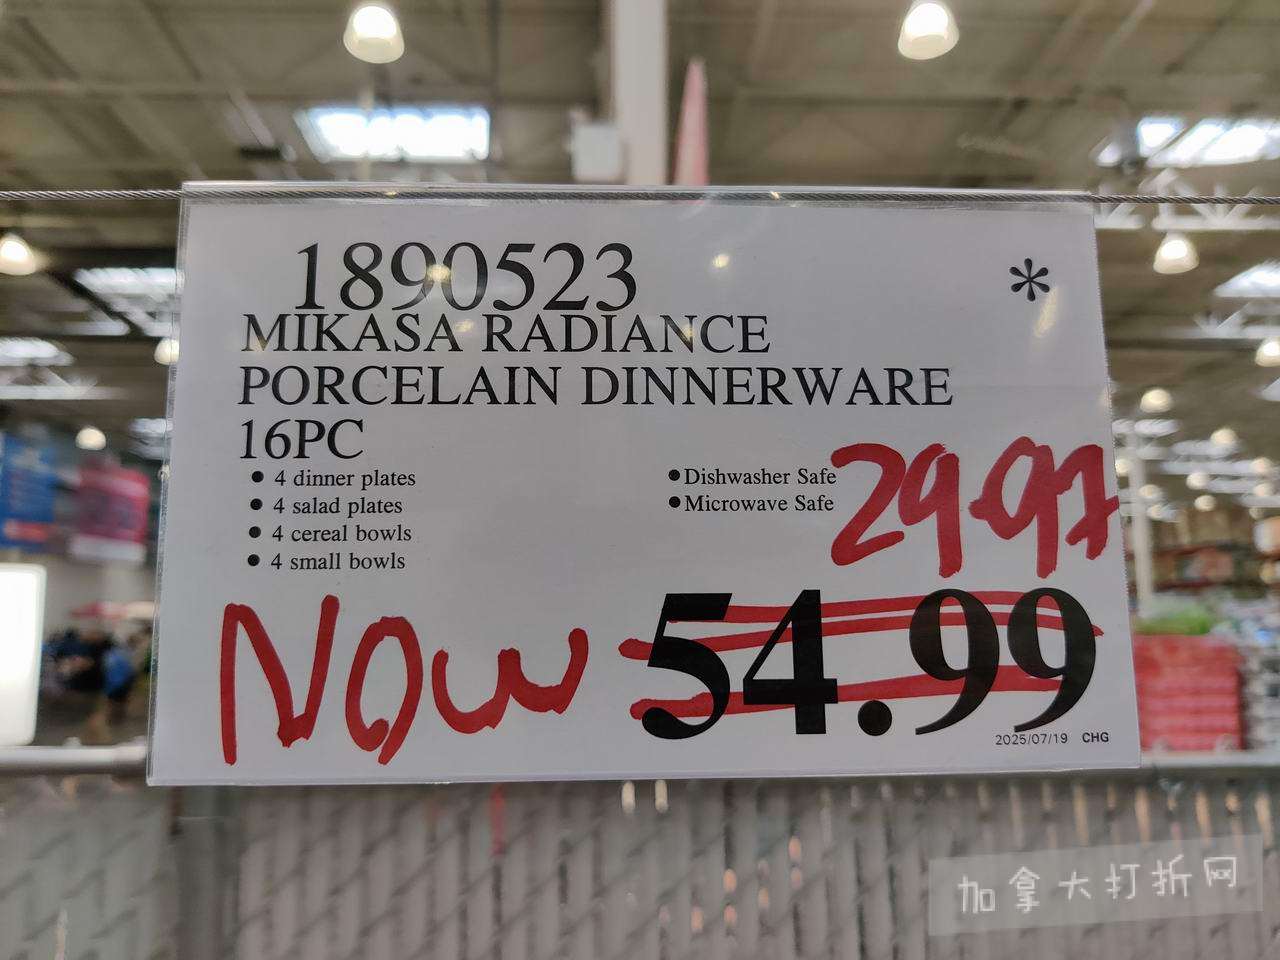 1890523
*
MIKASA RADIANCE
PORCELAIN DINNERWARE
16PC
• 4 dinner plates
• 4 salad plates
• 4 cereal bowls
• 4 small bowls
• Dishwasher Safe
• Microwave Safe
29.97
NOW
54.99
2025/07/19 CHG
加拿大打折网